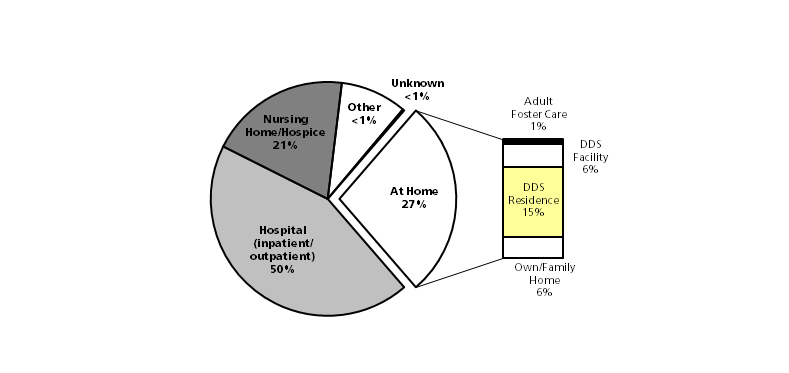 Unknown
<1%
Other
<1%
Nursing
Home/Hospice
21%
At Home
27%
Hospital
(inpatient/
outpatient)
50%
Adult
Foster Care
1%
DDS
Facility
6%
DDS
Residence
15%
Own/Family
Home
6%